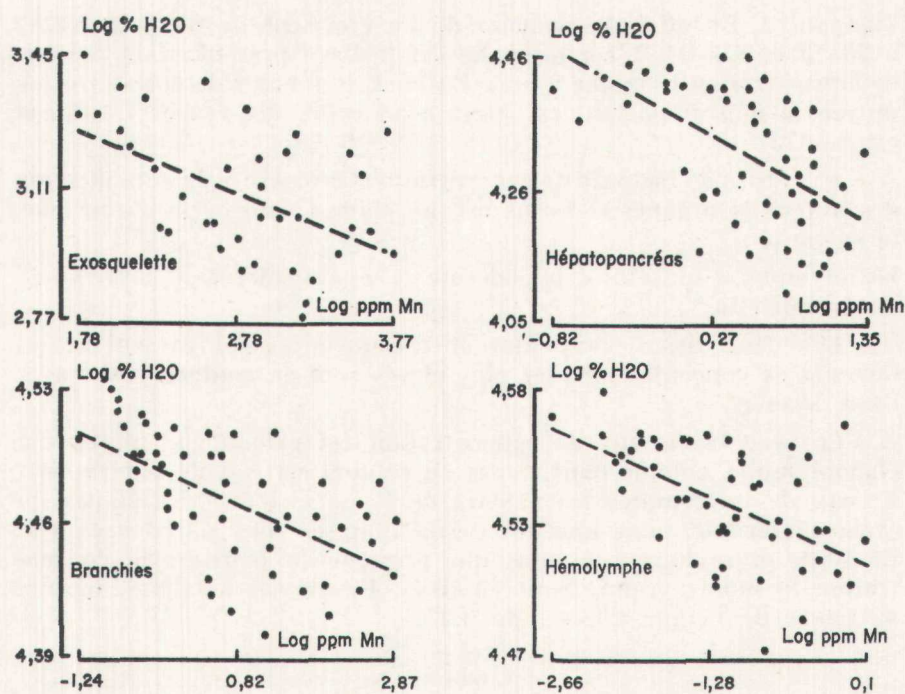 Log % H2O
3,45
3,11
Exosquelette
2,77
Log ppm Mn
1,78
2,78
3,77
Log % H2O
4,46
4,26
Hépatopancréas
4,05
Log ppm Mn
-0,82
0,27
1,35
Log % H2O
4,53
4,46
Branchies
4,39
Log ppm Mn
-1,24
0,82
2,87
Log % H2O
4,58
4,53
Hémolymphe
4,47
Log ppm Mn
-2,66
-1,28
0,1